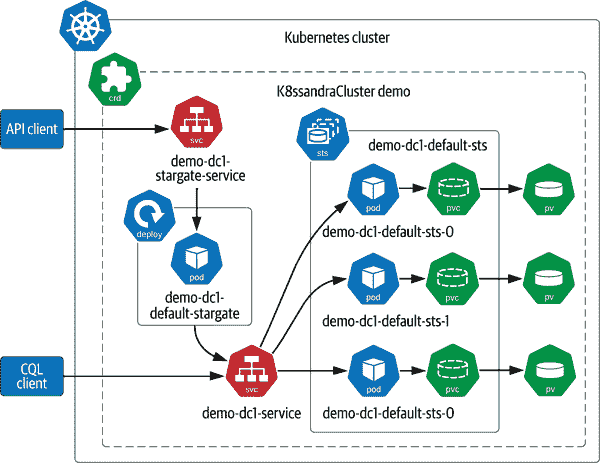 Kubernetes cluster
crd
K8ssandraCluster demo
API client
svc
demo-dc1-
stargate-service
sts
demo-dc1-default-sts
deploy
pod
demo-dc1-
default-stargate
pod
pvc
pv
demo-dc1-default-sts-0
pod
pvc
pv
demo-dc1-default-sts-1
CQL
client
svc
demo-dc1-service
pod
pvc
pv
demo-dc1-default-sts-0